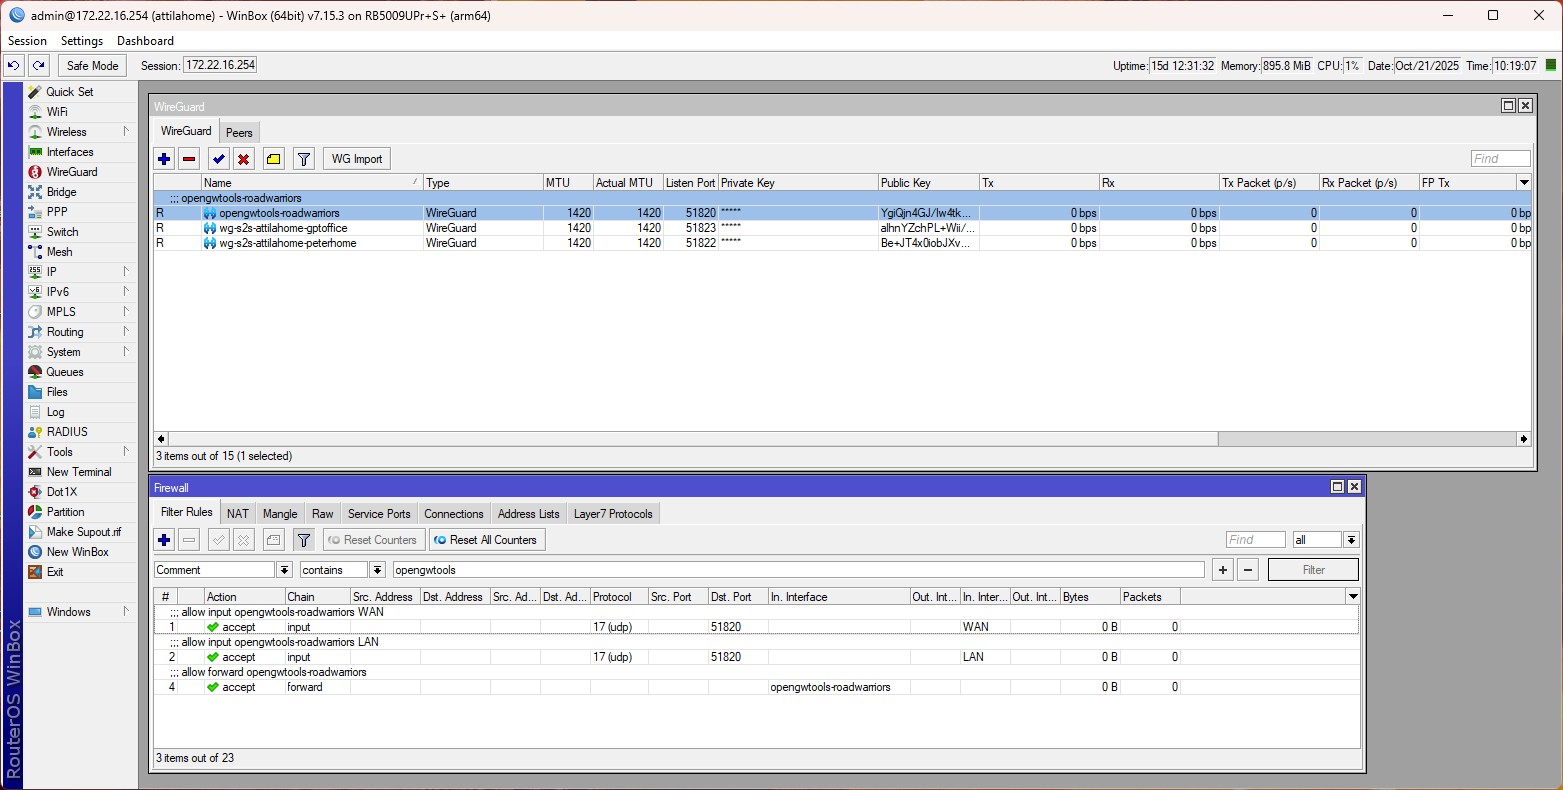 admin@172.22.16.254 (attilahome) - WinBox (64bit) v7.15.3 on RB5009UPr+S+ (arm64)
Session Settings Dashboard
Safe Mode Session: 172.22.16.254 Uptime: 15d 12:31:32 Memory: 895.8 MiB CPU: 1% Date: Oct/21/2025 Time: 10:19:07
Quick Set
WiFi
Wireless
Interfaces
WireGuard
Bridge
PPP
Switch
Mesh
IP
IPv6
MPLS
Routing
System
Queues
Files
Log
RADIUS
Tools
New Terminal
Dot1X
Partition
Make Supout.rif
New WinBox
Exit
Windows
RouterOS WinBox
WireGuard
WireGuard Peers
WG Import Find
Name Type MTU Actual MTU Listen Port Private Key Public Key Tx Rx Tx Packet (p/s) Rx Packet (p/s) FP Tx
;;; opengwtools-roadwarriors
R opengwtools-roadwarriors WireGuard 1420 1420 51820 ***** YgiQjn4GJ/Iw4tk... 0 bps 0 bps 0 0 0 bp
R wg-s2s-attilahome-gptoffice WireGuard 1420 1420 51823 ***** alhnYZchPL+Wii/... 0 bps 0 bps 0 0 0 bp
R wg-s2s-attilahome-peterhome WireGuard 1420 1420 51822 ***** Be+JT4x0iobJXv... 0 bps 0 bps 0 0 0 bp
3 items out of 15 (1 selected)
Firewall
Filter Rules NAT Mangle Raw Service Ports Connections Address Lists Layer7 Protocols
Reset Counters Reset All Counters Find all
Comment contains opengwtools Filter
# Action Chain Src. Address Dst. Address Src. Ad... Dst. Ad... Protocol Src. Port Dst. Port In. Interface Out. Int... In. Inter... Out. Int... Bytes Packets
;;; allow input opengwtools-roadwarriors WAN
1 accept input 17 (udp) 51820 WAN 0 B 0
;;; allow input opengwtools-roadwarriors LAN
2 accept input 17 (udp) 51820 LAN 0 B 0
;;; allow forward opengwtools-roadwarriors
4 accept forward opengwtools-roadwarriors 0 B 0
3 items out of 23